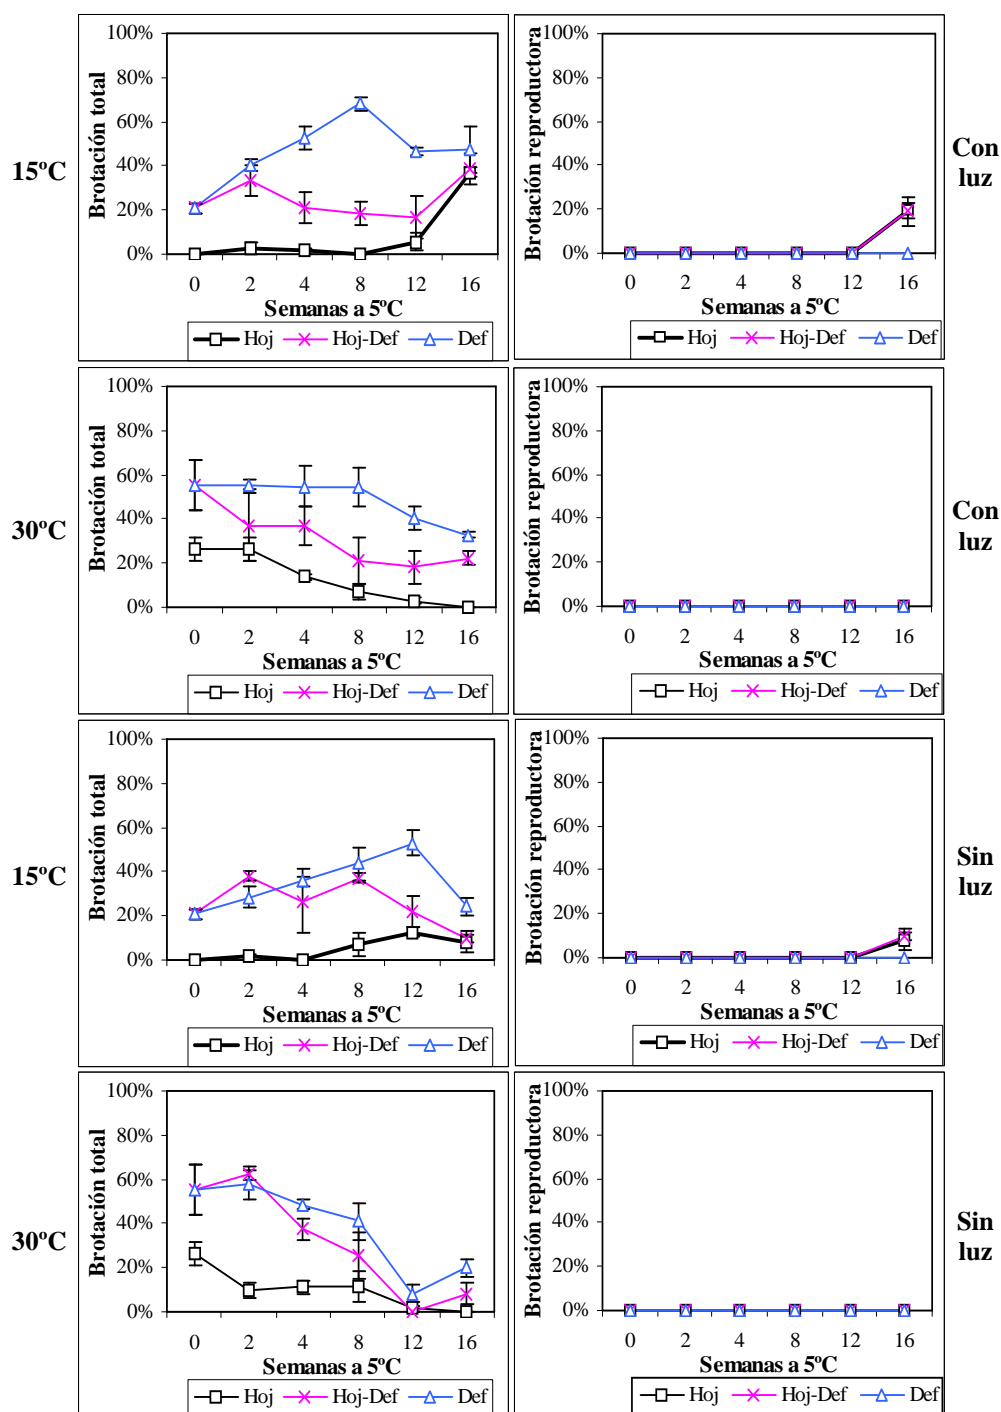 15ºC
Brotación total
100%
80%
60%
40%
20%
0%
0 2 4 8 12 16
Semanas a 5ºC
Hoj Hoj-Def Def
Brotación reproductora
100%
80%
60%
40%
20%
0%
0 2 4 8 12 16
Semanas a 5ºC
Hoj Hoj-Def Def
Con
luz
30ºC
Brotación total
100%
80%
60%
40%
20%
0%
0 2 4 8 12 16
Semanas a 5ºC
Hoj Hoj-Def Def
Brotación reproductora
100%
80%
60%
40%
20%
0%
0 2 4 8 12 16
Semanas a 5ºC
Hoj Hoj-Def Def
Con
luz
15ºC
Brotación total
100%
80%
60%
40%
20%
0%
0 2 4 8 12 16
Semanas a 5ºC
Hoj Hoj-Def Def
Brotación reproductora
100%
80%
60%
40%
20%
0%
0 2 4 8 12 16
Semanas a 5ºC
Hoj Hoj-Def Def
Sin
luz
30ºC
Brotación total
100%
80%
60%
40%
20%
0%
0 2 4 8 12 16
Semanas a 5ºC
Hoj Hoj-Def Def
Brotación reproductora
100%
80%
60%
40%
20%
0%
0 2 4 8 12 16
Semanas a 5ºC
Hoj Hoj-Def Def
Sin
luz